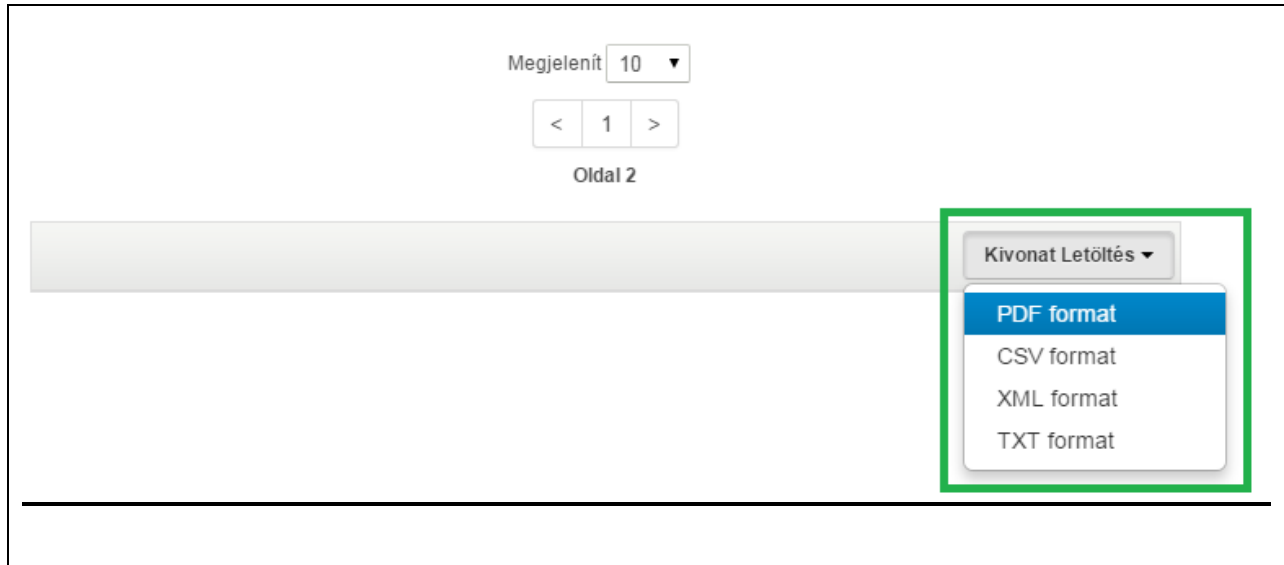 Megjelenít 10
< 1 >
Oldal 2
Kivonat Letöltés
PDF format
CSV format
XML format
TXT format